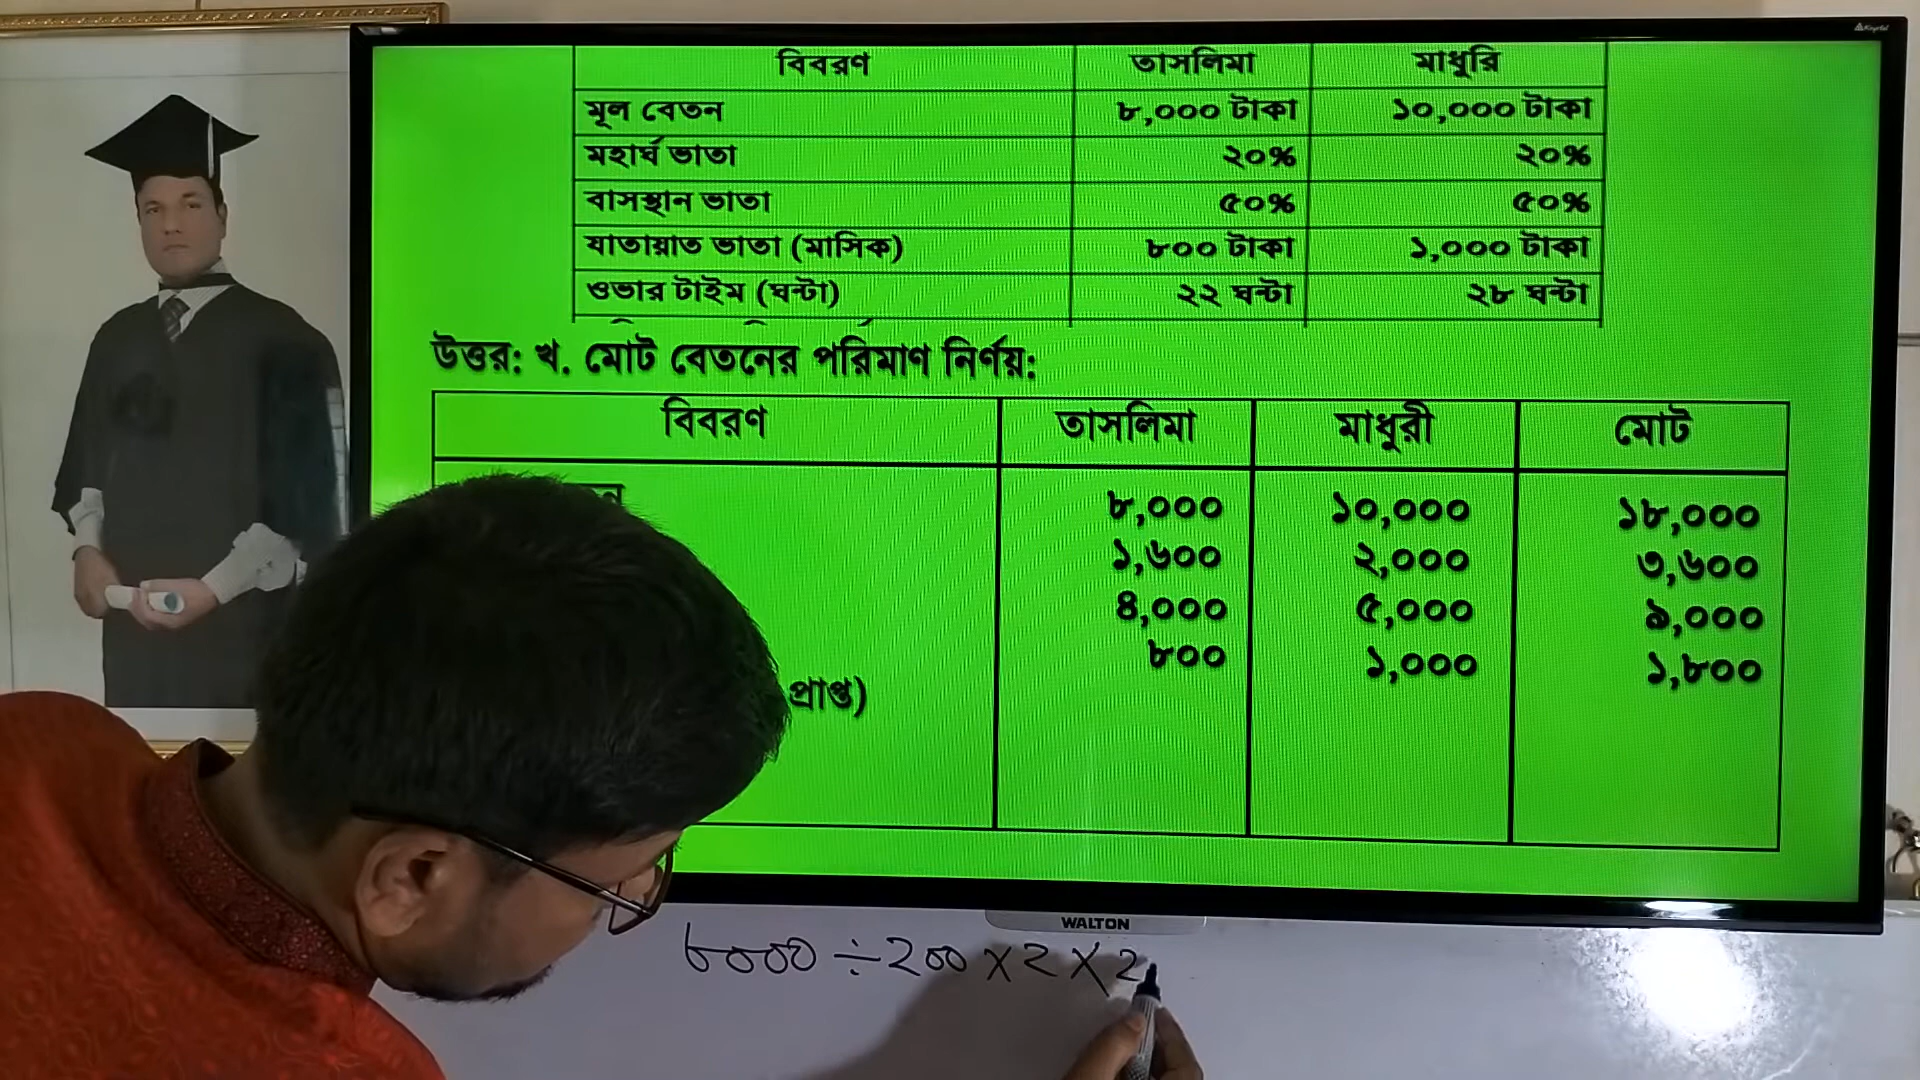 বিবরণ তাসলিমা মাধুরি
মূল বেতন ৮,০০০ টাকা ১০,০০০ টাকা
মহার্ঘ ভাতা ২০% ২০%
বাসস্থান ভাতা ৫০% ৫০%
যাতায়াত ভাতা (মাসিক) ৮০০ টাকা ১,০০০ টাকা
ওভার টাইম (ঘন্টা) ২২ ঘন্টা ২৮ ঘন্টা
উত্তর: খ. মোট বেতনের পরিমাণ নির্ণয়:
বিবরণ তাসলিমা মাধুরী মোট
৮,০০০ ১০,০০০ ১৮,০০০
১,৬০০ ২,০০০ ৩,৬০০
৪,০০০ ৫,০০০ ৯,০০০
৮০০ ১,০০০ ১,৮০০
প্রাপ্ত)
WALTON
৮০০০ ÷ ২০০ × ২ × ২